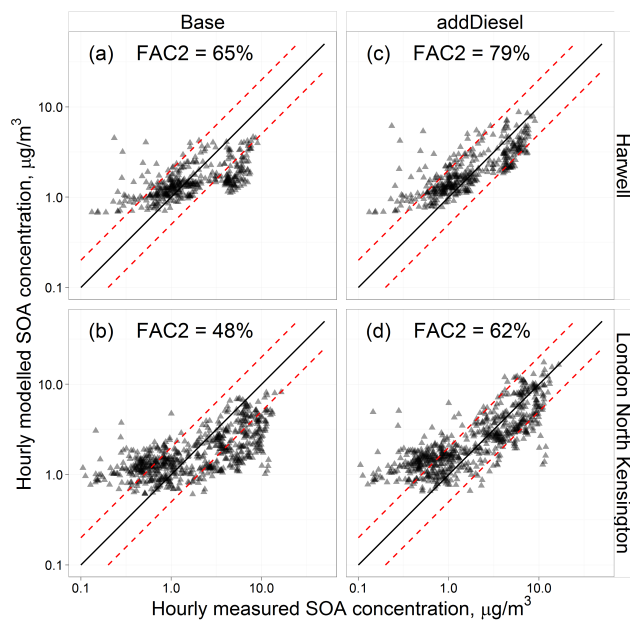 Base
addDiesel
(a) FAC2 = 65%
(c) FAC2 = 79%
10.0
1.0
0.1
Harwell
(b) FAC2 = 48%
(d) FAC2 = 62%
10.0
1.0
0.1
London North Kensington
0.1 1.0 10.0
0.1 1.0 10.0
Hourly modelled SOA concentration, μg/m³
Hourly measured SOA concentration, μg/m³